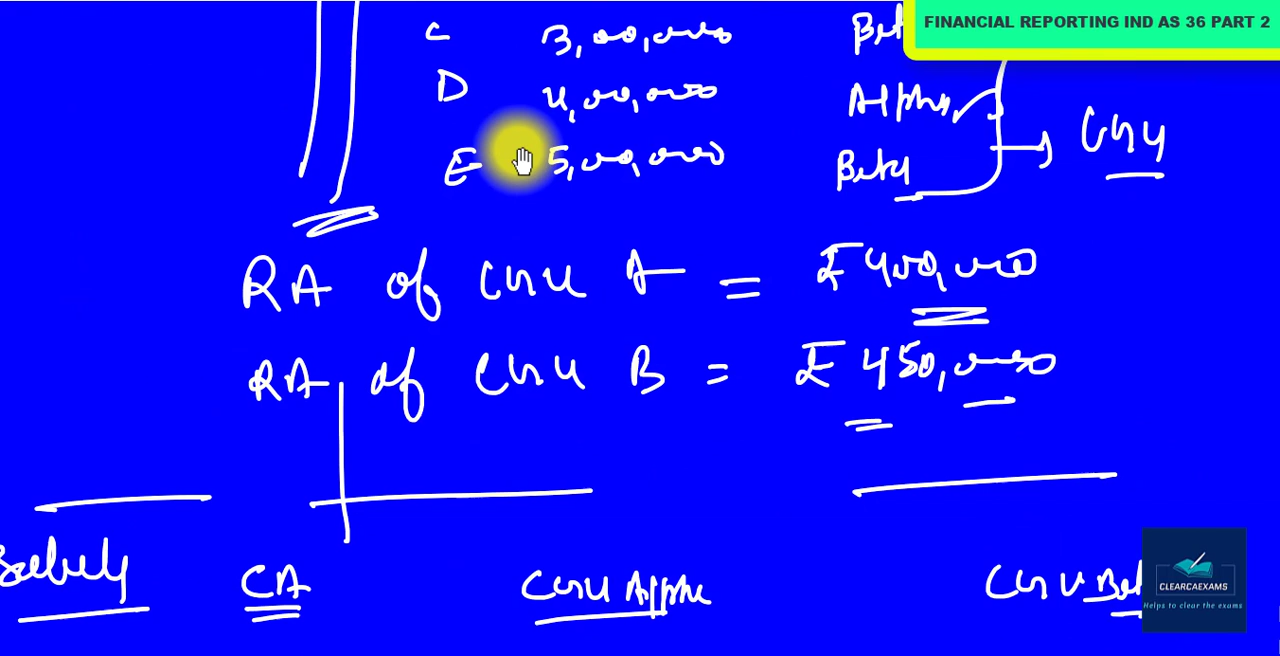 FINANCIAL REPORTING IND AS 36 PART 2
C 3,00,000
D 4,00,000 Alpha
E 5,00,000 Beta
CGU
RA of CGU A = ₹ 400,000
RA of CGU B = ₹ 450,000
CA CGU Alpha CGU Bet
CLEARCAEXAMS
Helps to clear the exams